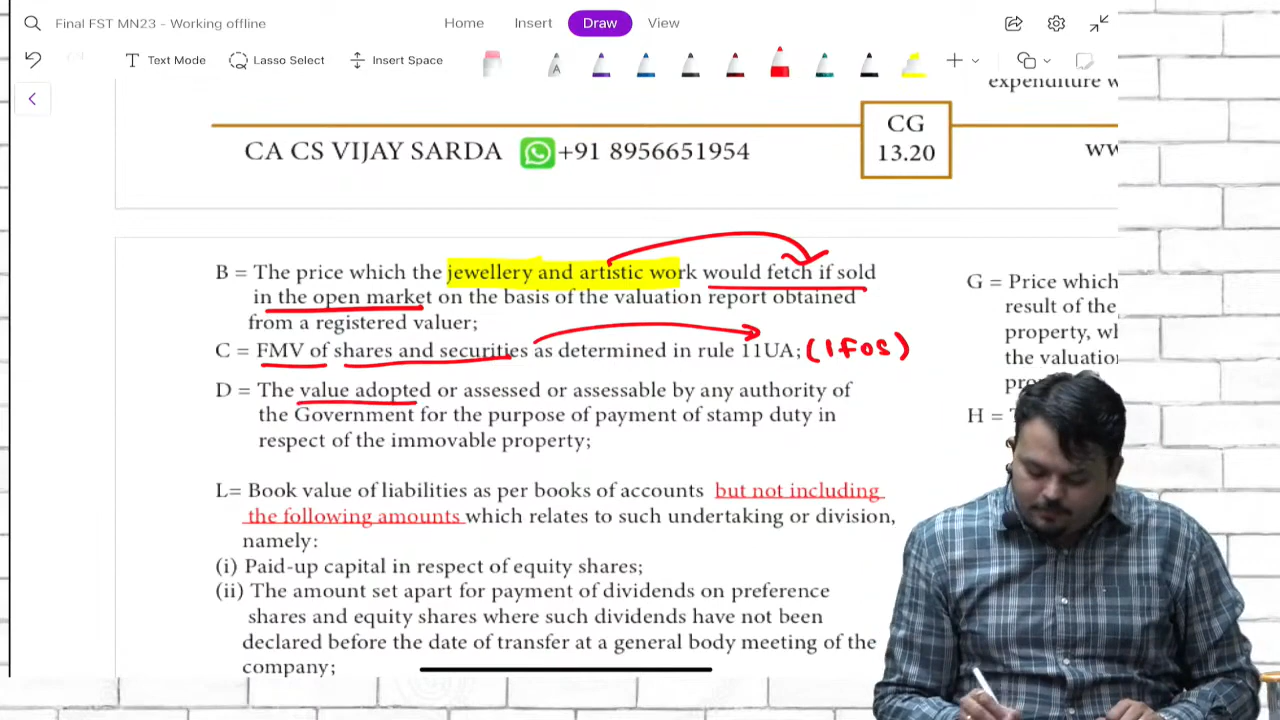 Final FST MN23 - Working offline
Home Insert Draw View
Text Mode Lasso Select Insert Space
A
expenditure w
CA CS VIJAY SARDA +91 8956651954
CG
13.20
ww
B = The price which the jewellery and artistic work would fetch if sold
in the open market on the basis of the valuation report obtained
from a registered valuer;
C = FMV of shares and securities as determined in rule 11UA; (IFOS)
D = The value adopted or assessed or assessable by any authority of
the Government for the purpose of payment of stamp duty in
respect of the immovable property;
L= Book value of liabilities as per books of accounts but not including
the following amounts which relates to such undertaking or division,
namely:
(i) Paid-up capital in respect of equity shares;
(ii) The amount set apart for payment of dividends on preference
shares and equity shares where such dividends have not been
declared before the date of transfer at a general body meeting of the
company;
G = Price which
result of the
property, wh
the valuation
H =